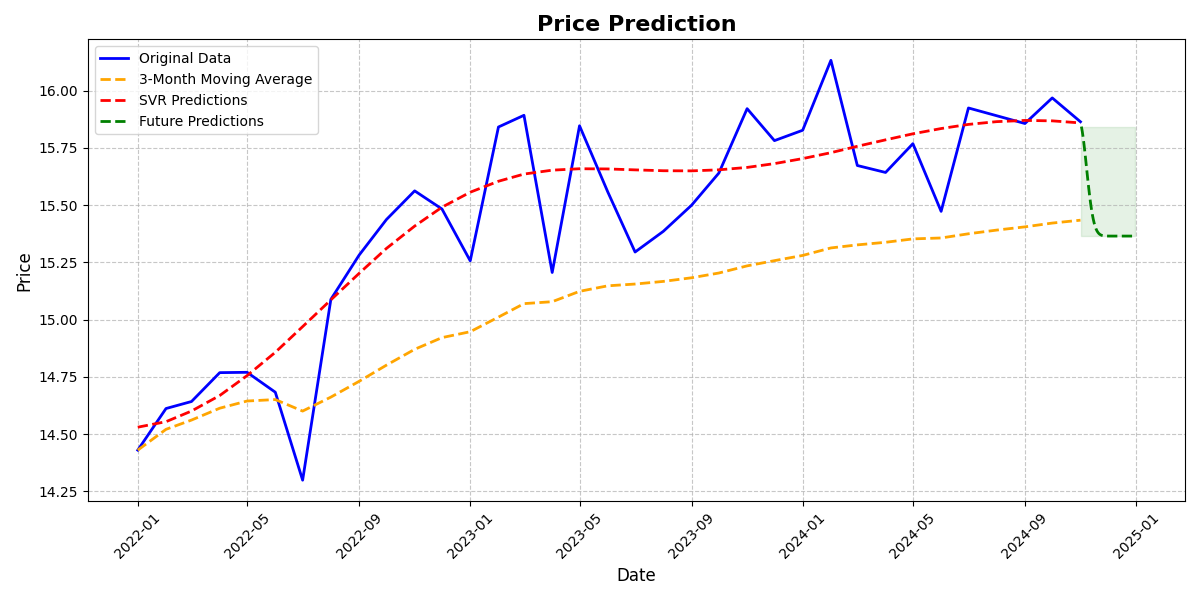 Price Prediction
Original Data
3-Month Moving Average
SVR Predictions
Future Predictions
Price
16.00
15.75
15.50
15.25
15.00
14.75
14.50
14.25
2022-01
2022-05
2022-09
2023-01
2023-05
2023-09
2024-01
2024-05
2024-09
2025-01
Date